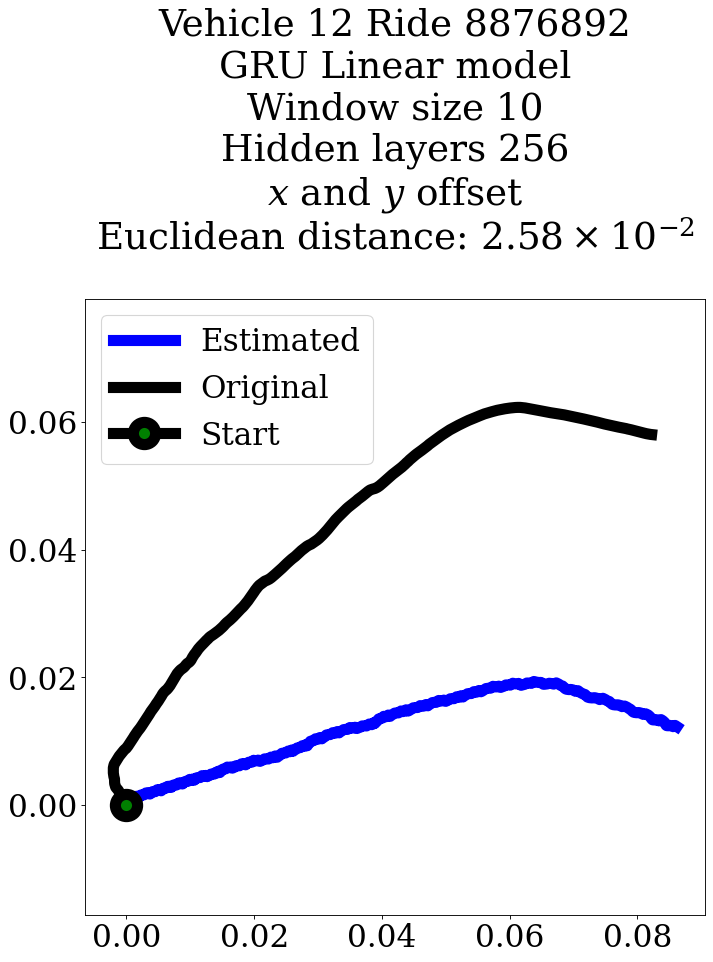 Vehicle 12 Ride 8876892
GRU Linear model
Window size 10
Hidden layers 256
x and y offset
Euclidean distance: 2.58 × 10⁻²
Estimated
Original
Start
0.06
0.04
0.02
0.00
0.00 0.02 0.04 0.06 0.08